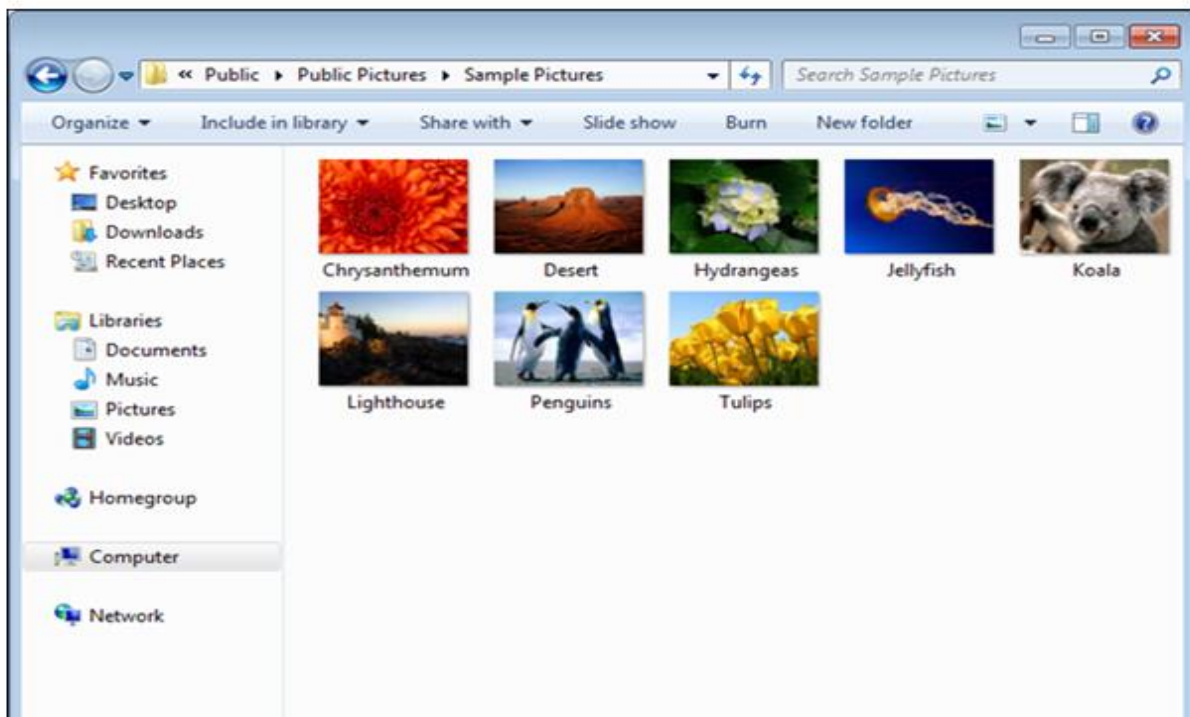 « Public ▸ Public Pictures ▸ Sample Pictures
Search Sample Pictures
Organize Include in library Share with Slide show Burn New folder
Favorites
Desktop
Downloads
Recent Places
Libraries
Documents
Music
Pictures
Videos
Homegroup
Computer
Network
Chrysanthemum Desert Hydrangeas Jellyfish Koala
Lighthouse Penguins Tulips